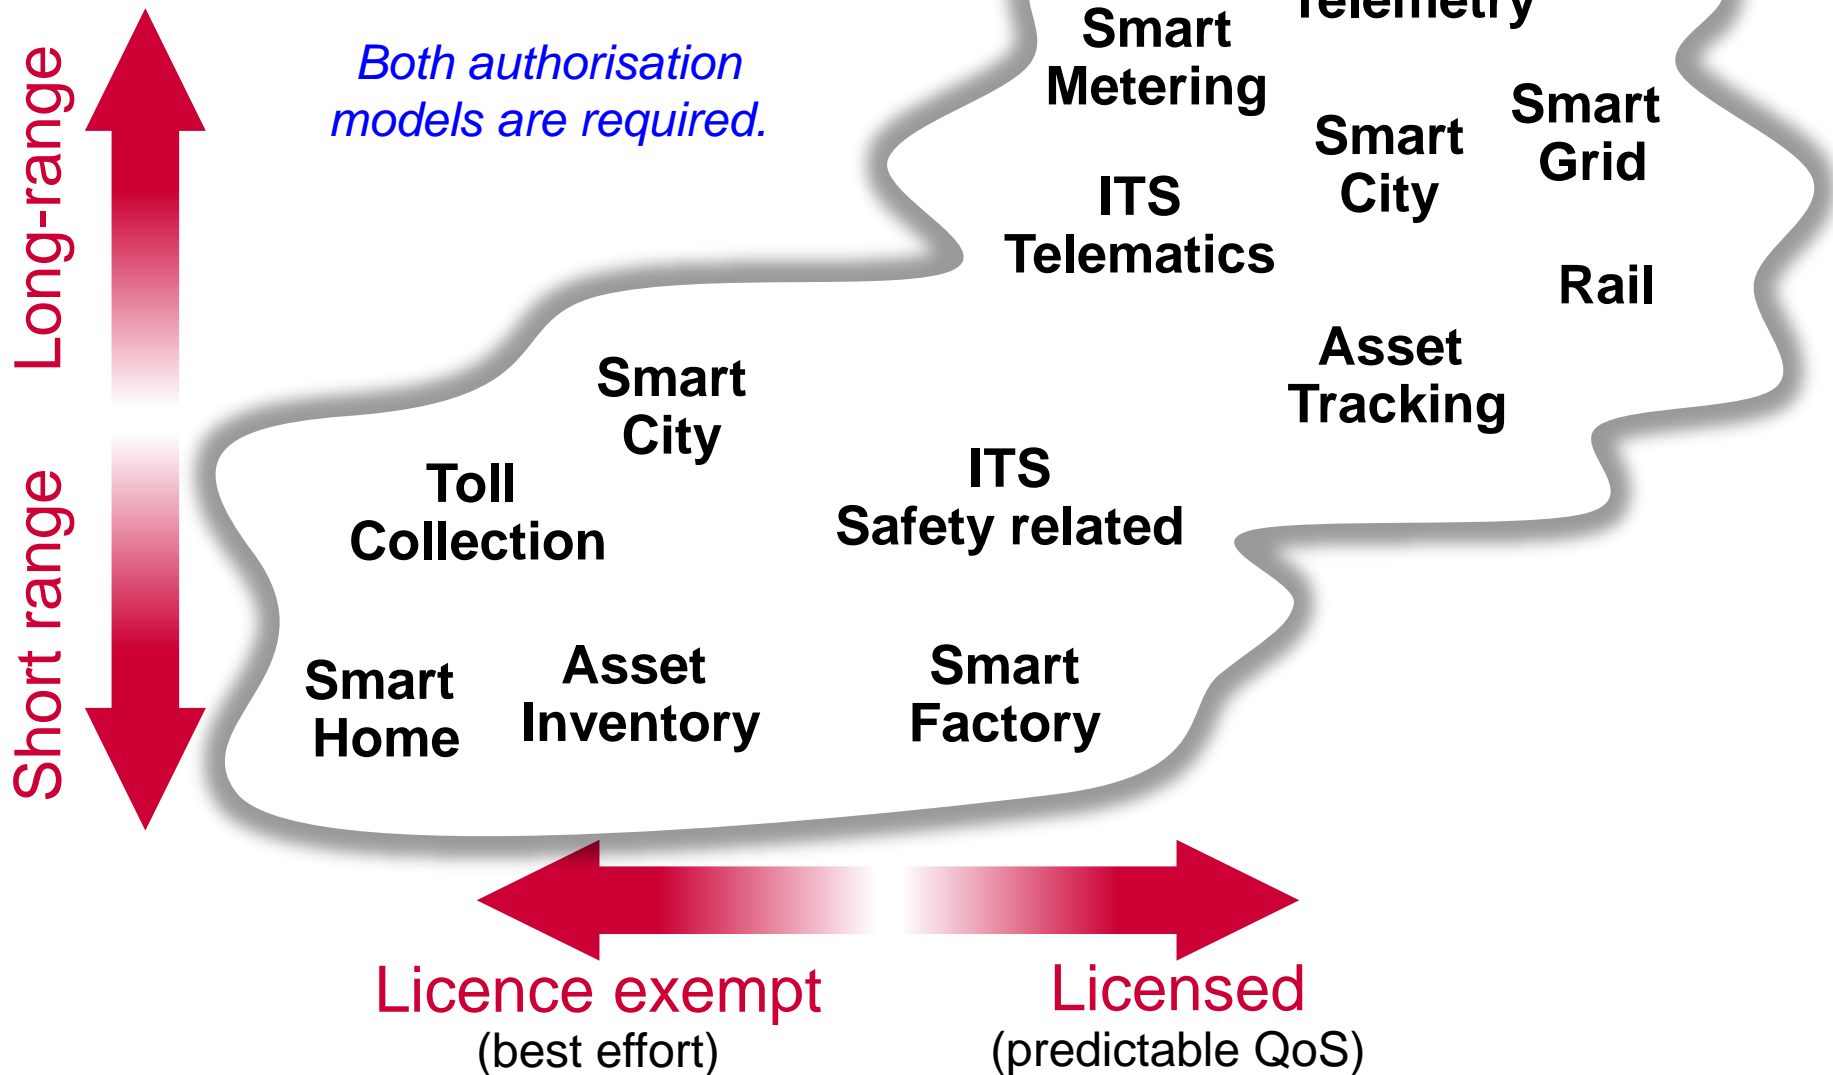 Telemetry
Smart
Metering
Both authorisation
models are required.
Smart
Grid
Smart
City
ITS
Telematics
Rail
Asset
Tracking
Smart
City
Toll
Collection
ITS
Safety related
Smart
Home
Asset
Inventory
Smart
Factory
Long-range
Short range
Licence exempt
(best effort)
Licensed
(predictable QoS)